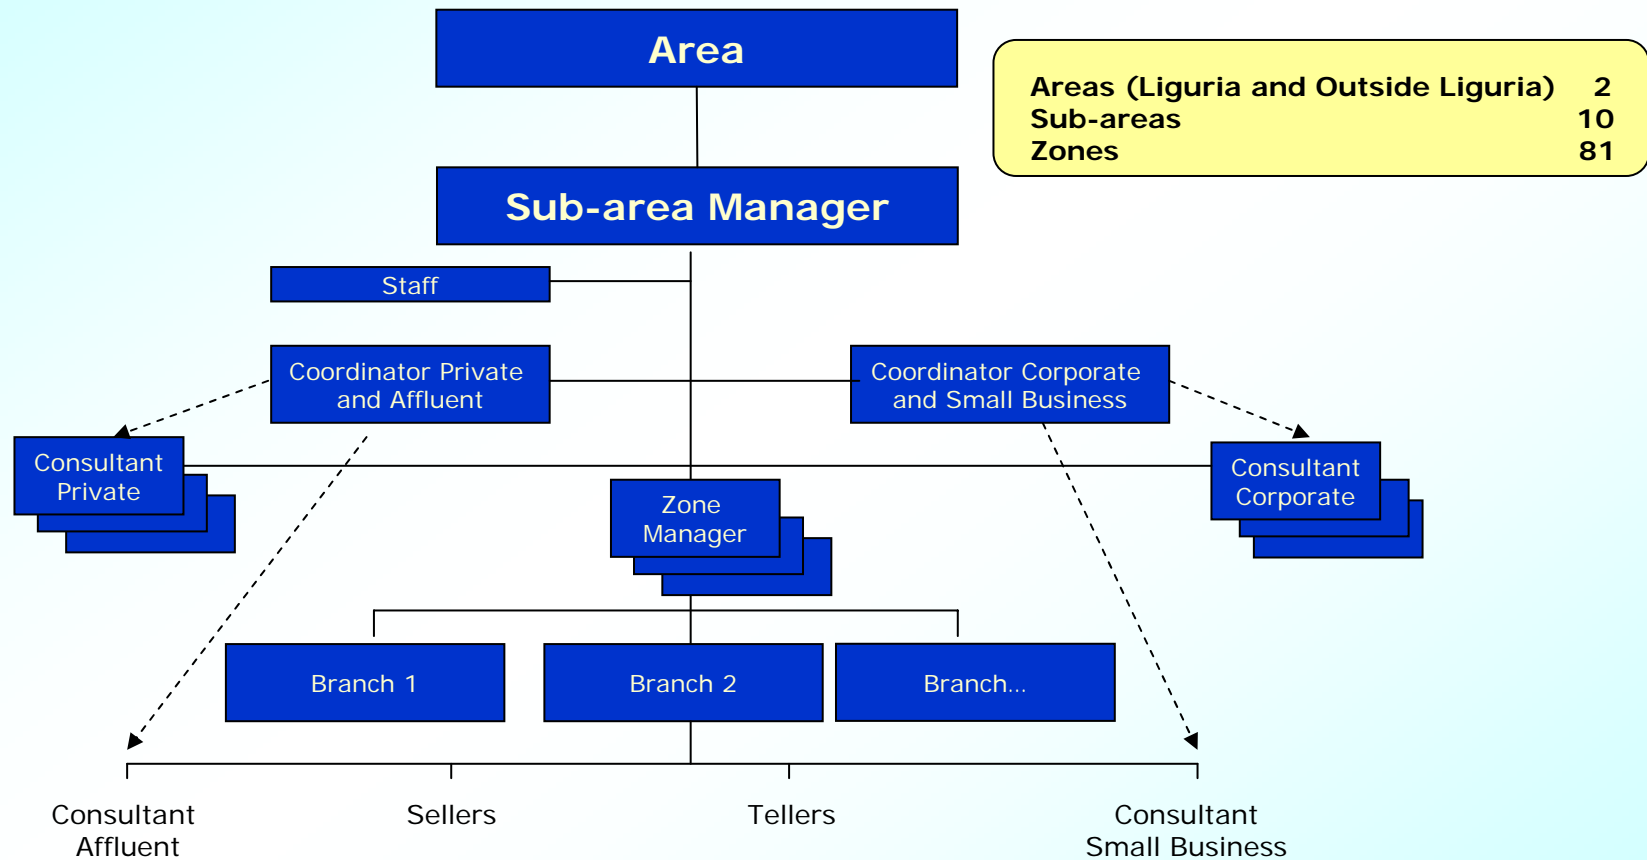 Area
Areas (Liguria and Outside Liguria) 2
Sub-areas 10
Zones 81
Sub-area Manager
Staff
Coordinator Private
and Affluent
Coordinator Corporate
and Small Business
Consultant
Private
Consultant
Corporate
Zone
Manager
Branch 1
Branch 2
Branch...
Consultant
Affluent
Sellers
Tellers
Consultant
Small Business